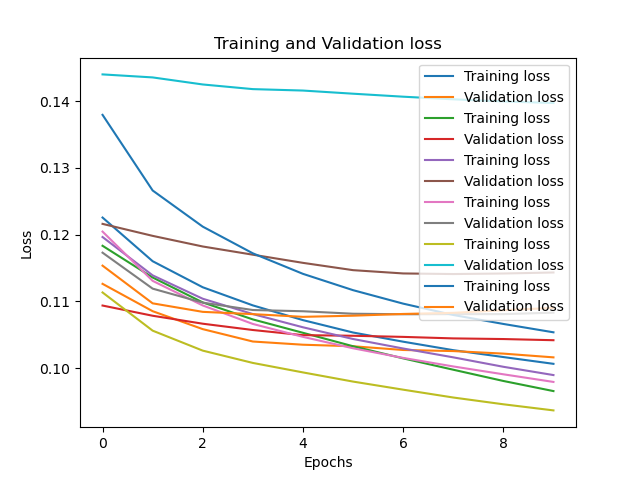 Training and Validation loss
Training loss
Validation loss
Training loss
Validation loss
Training loss
Validation loss
Training loss
Validation loss
Training loss
Validation loss
Training loss
Validation loss
0.14
0.13
0.12
0.11
0.10
Loss
0 2 4 6 8
Epochs